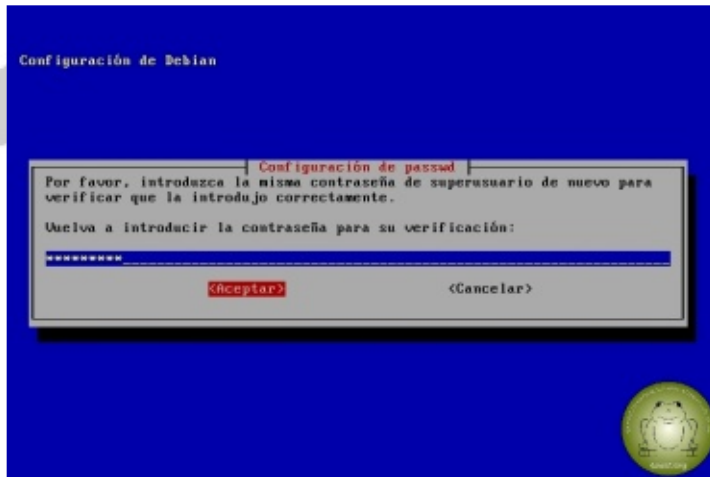 Configuración de Debian
Configuración de passwd
Por favor, introduzca la misma contraseña de superusuario de nuevo para
verificar que la introdujo correctamente.
Vuelva a introducir la contraseña para su verificación:
*********
<Aceptar> <Cancelar>